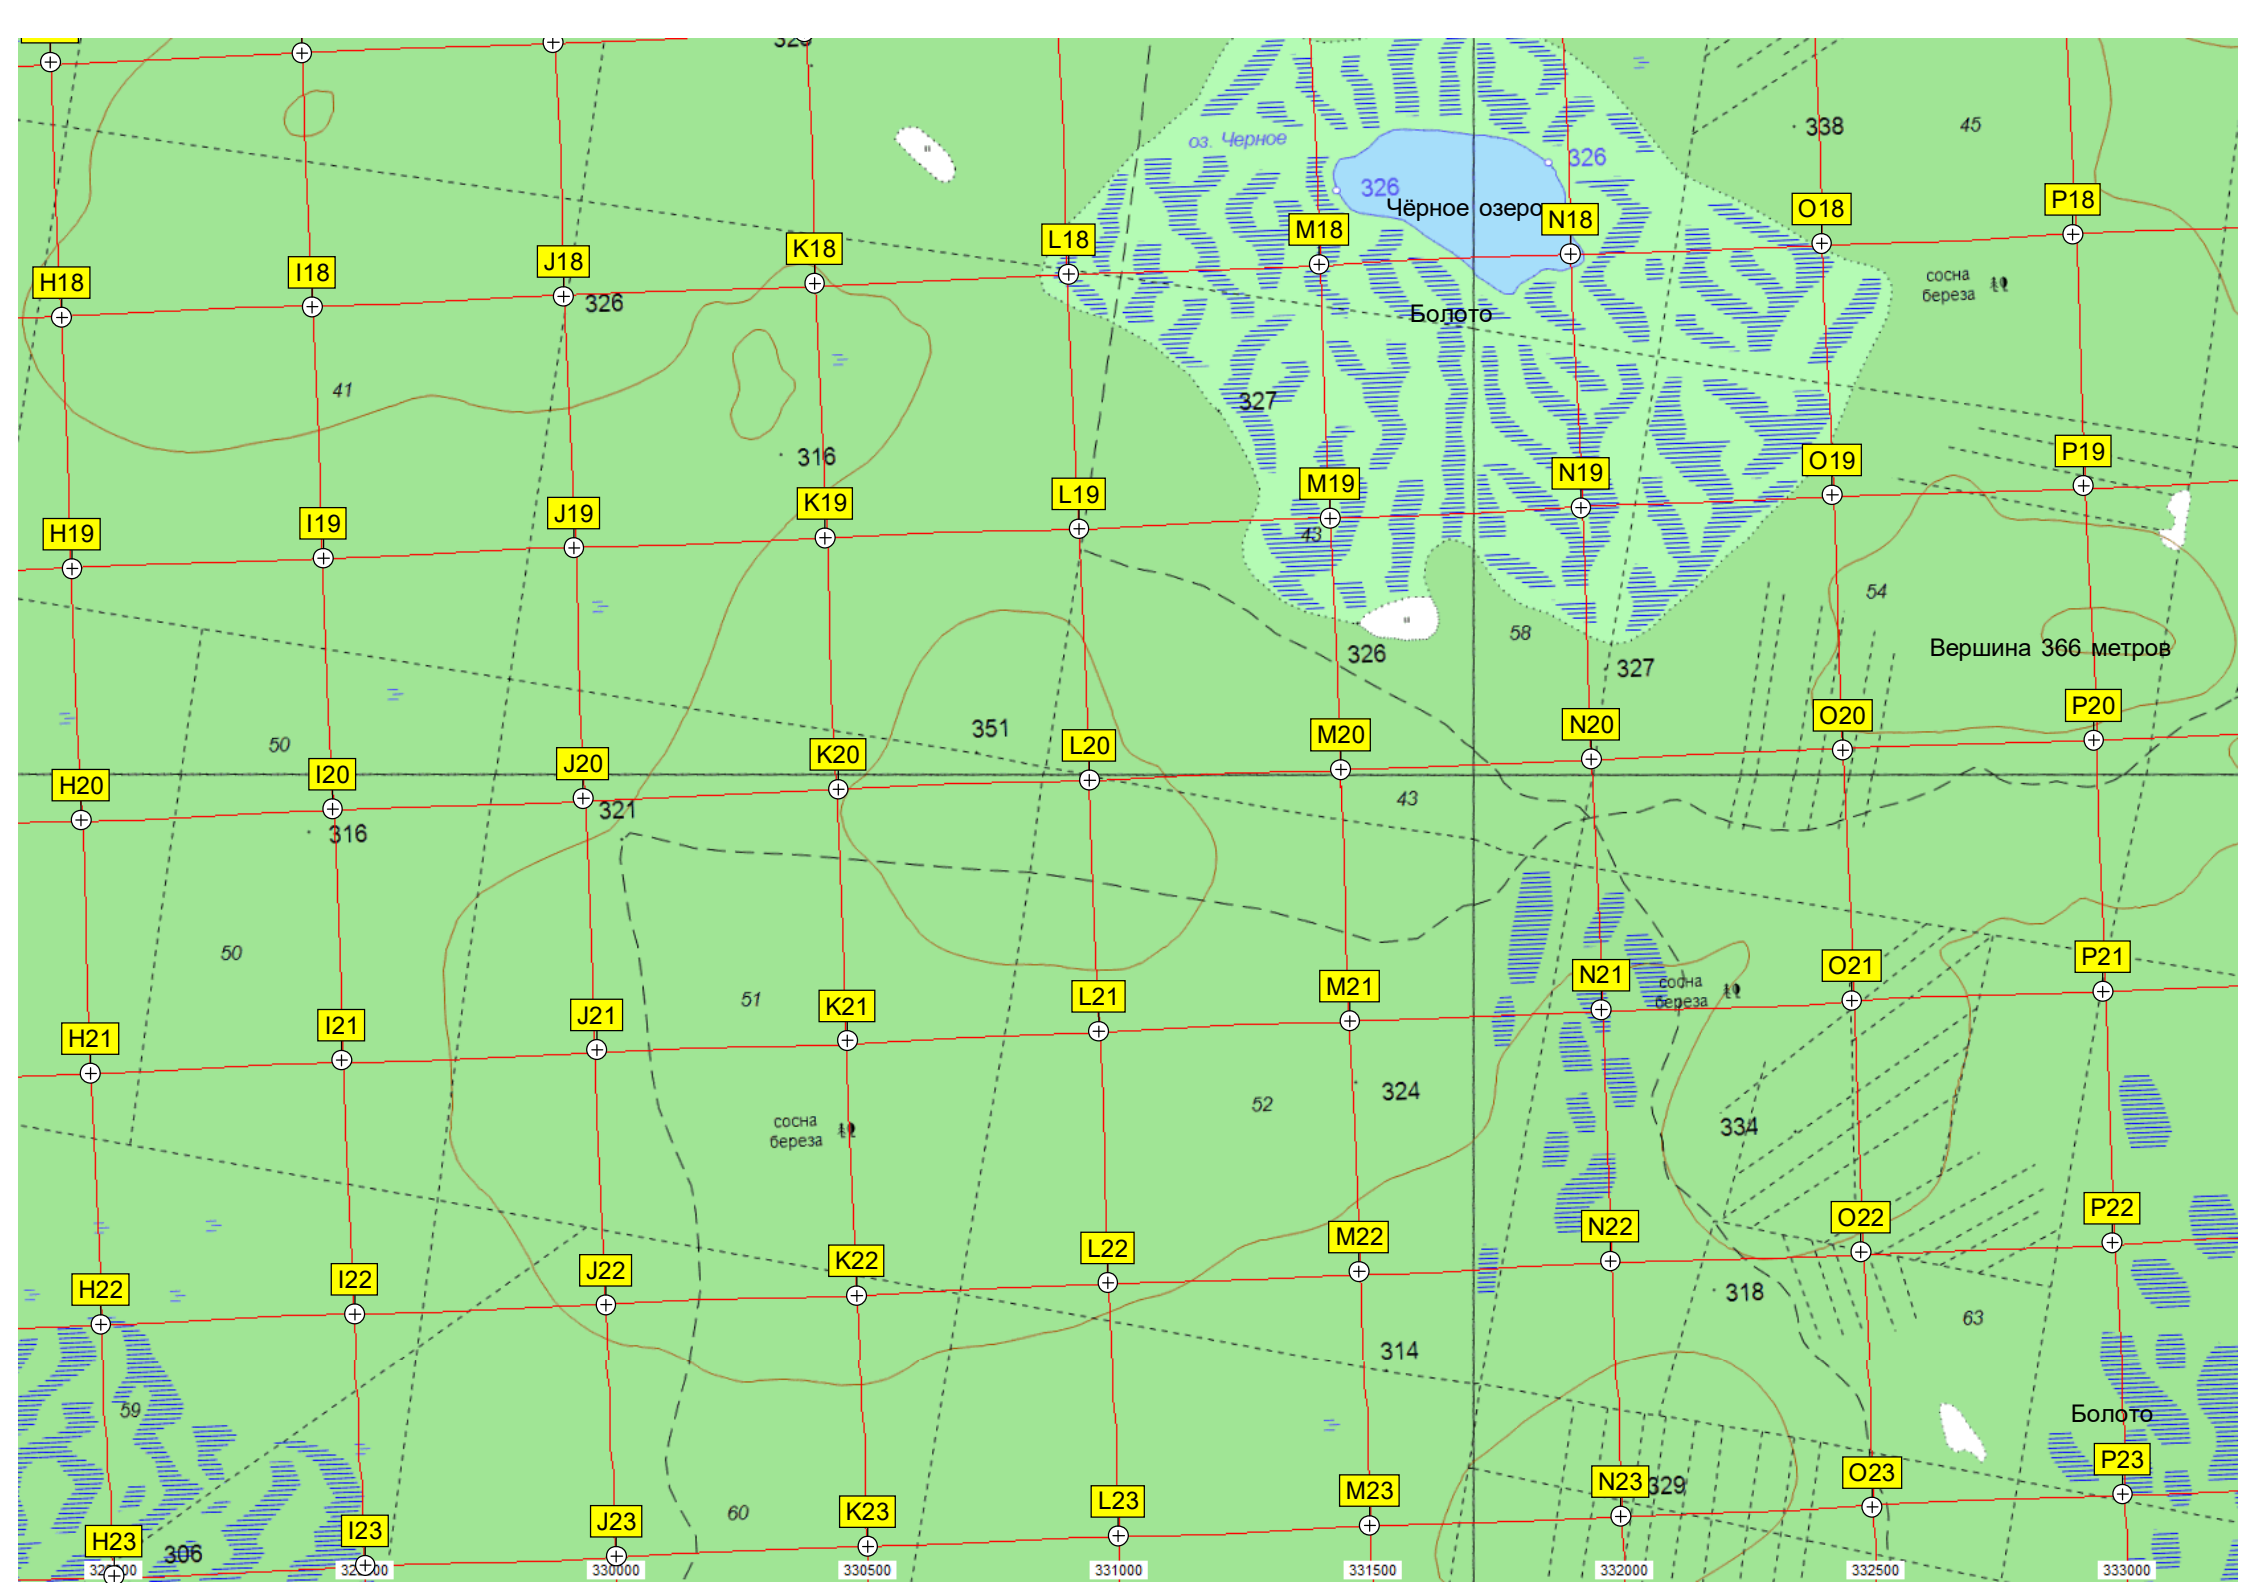 338
45
оз. Черное
326
326
Чёрное озеро
P18
O18
N18
M18
L18
K18
J18
I18
H18
326
сосна
береза
Болото
41
327
316
P19
O19
N19
M19
L19
K19
J19
I19
H19
43
54
58
Вершина 366 метров
326
327
351
50
P20
O20
N20
M20
L20
K20
J20
I20
H20
43
321
316
50
P21
O21
N21
M21
L21
K21
J21
I21
H21
51
сосна
береза
324
52
334
сосна
береза
P22
O22
N22
M22
L22
K22
J22
I22
H22
318
63
314
59
Болото
P23
O23
N23
329
M23
L23
K23
J23
I23
H23
60
306
330000
330500
331000
331500
332000
332500
333000